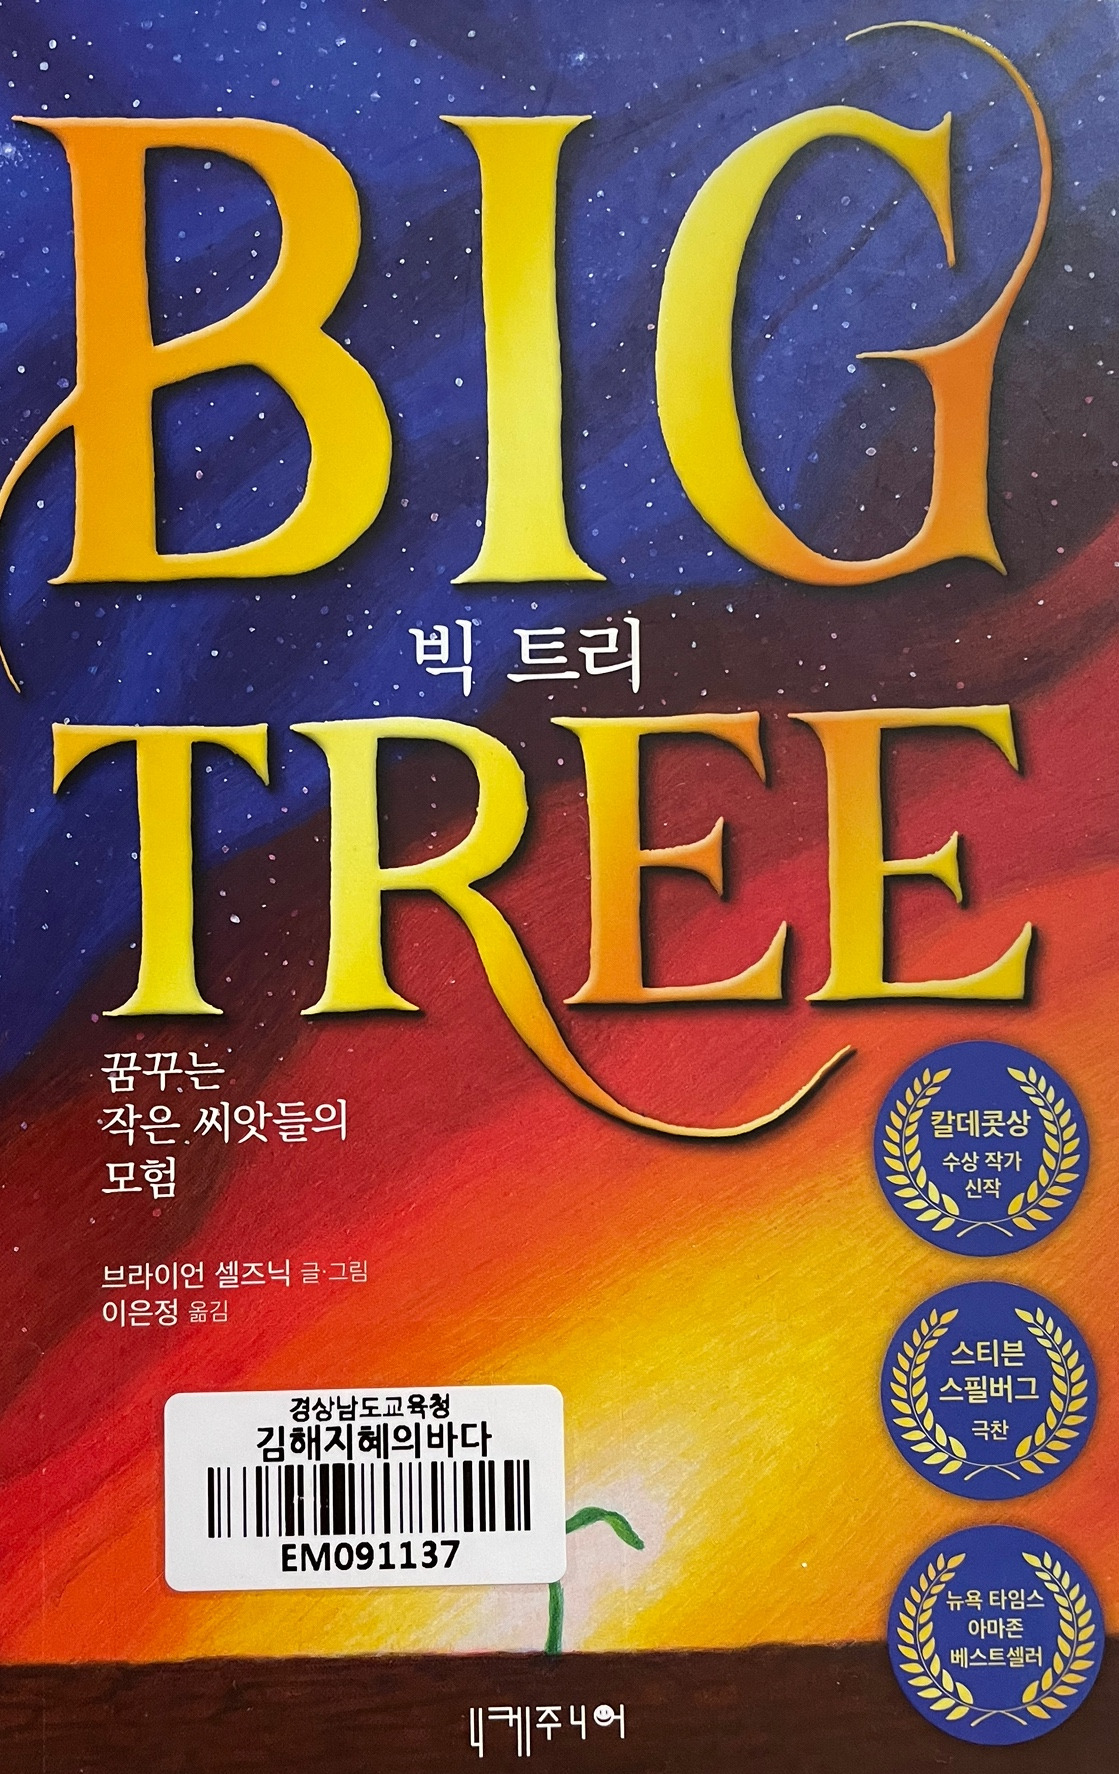 BIG
빅 트리
TREE
꿈꾸는
작은 씨앗들의
모험
브라이언 셀즈닉 글·그림
이은정 옮김
칼데콧상
수상 작가
신작
스티븐
스필버그
극찬
뉴욕 타임스
아마존
베스트셀러
경상남도교육청
김해지혜의바다
EM091137
니케주니어